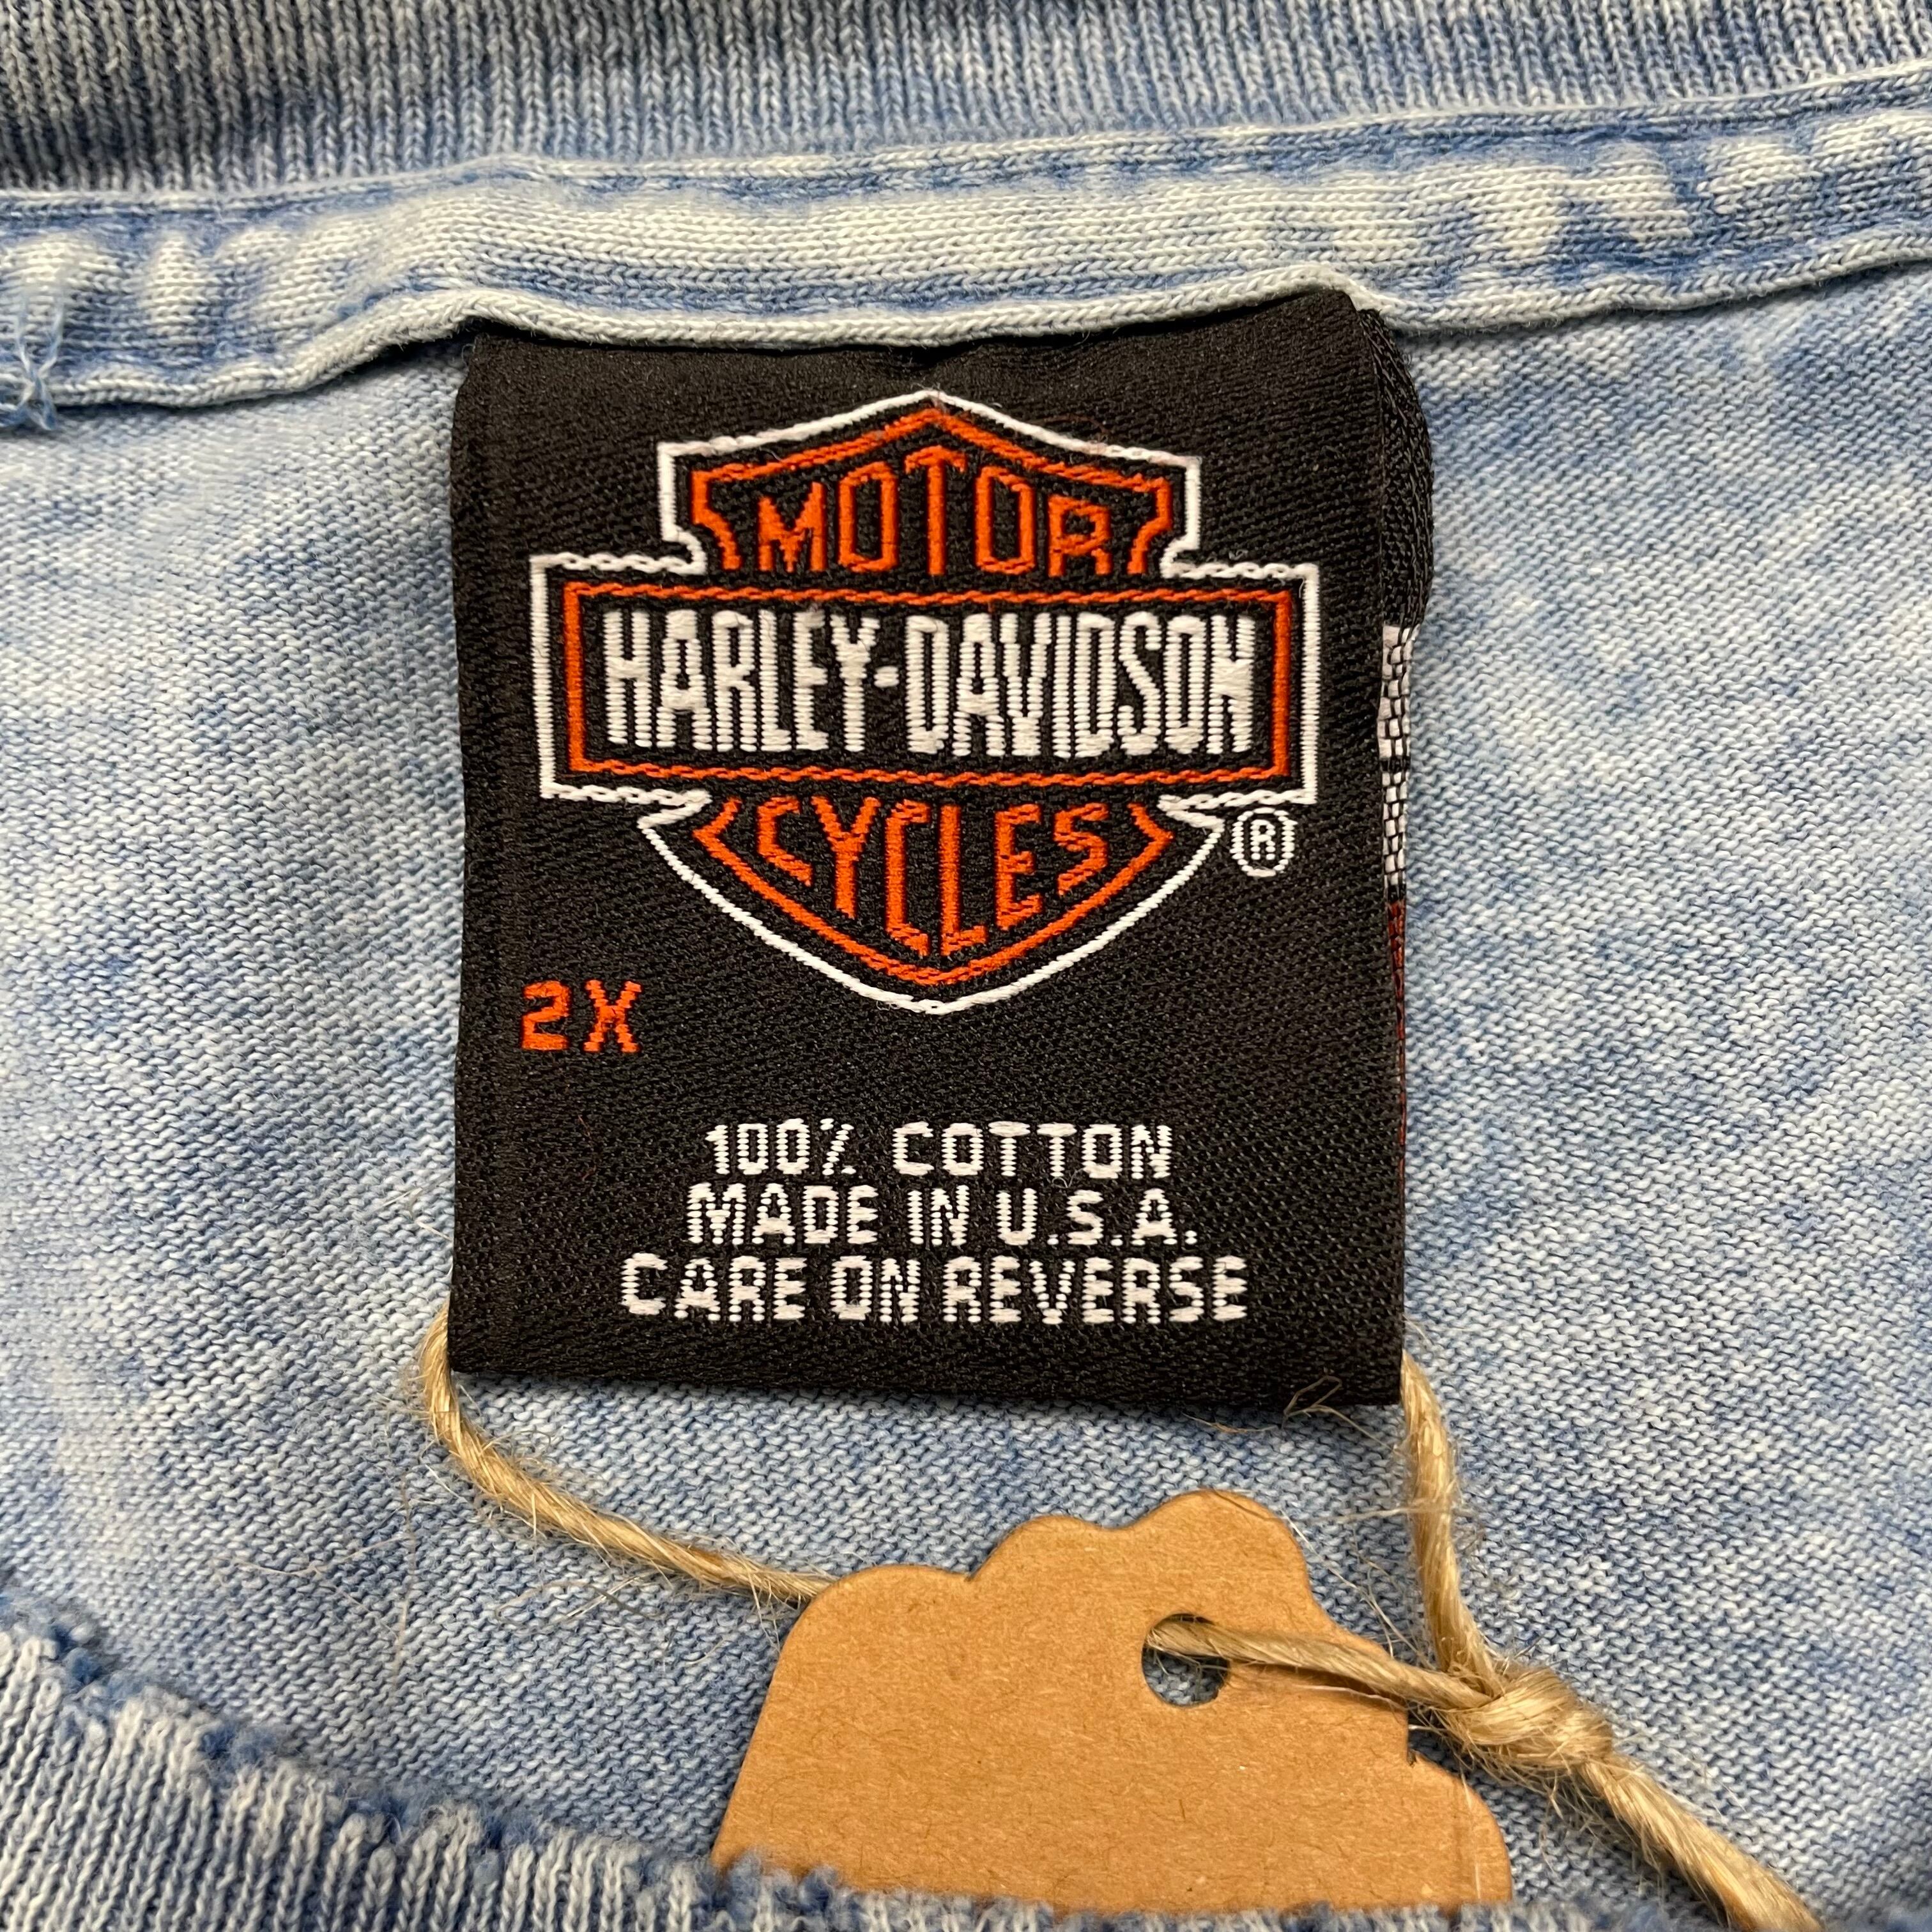 MOTOR
HARLEY-DAVIDSON
CYCLES
®
2X
100% COTTON
MADE IN U.S.A.
CARE ON REVERSE